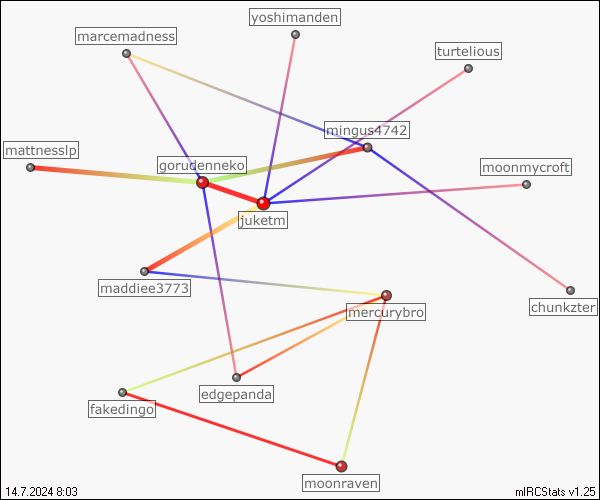 yoshimanden
marcemadness
turtelious
mingus4742
mattnesslp
gorudenneko
moonmycroft
juketm
maddiee3773
chunkzter
mercurybro
edgepanda
fakedingo
moonraven
14.7.2024 8:03
mIRCStats v1.25